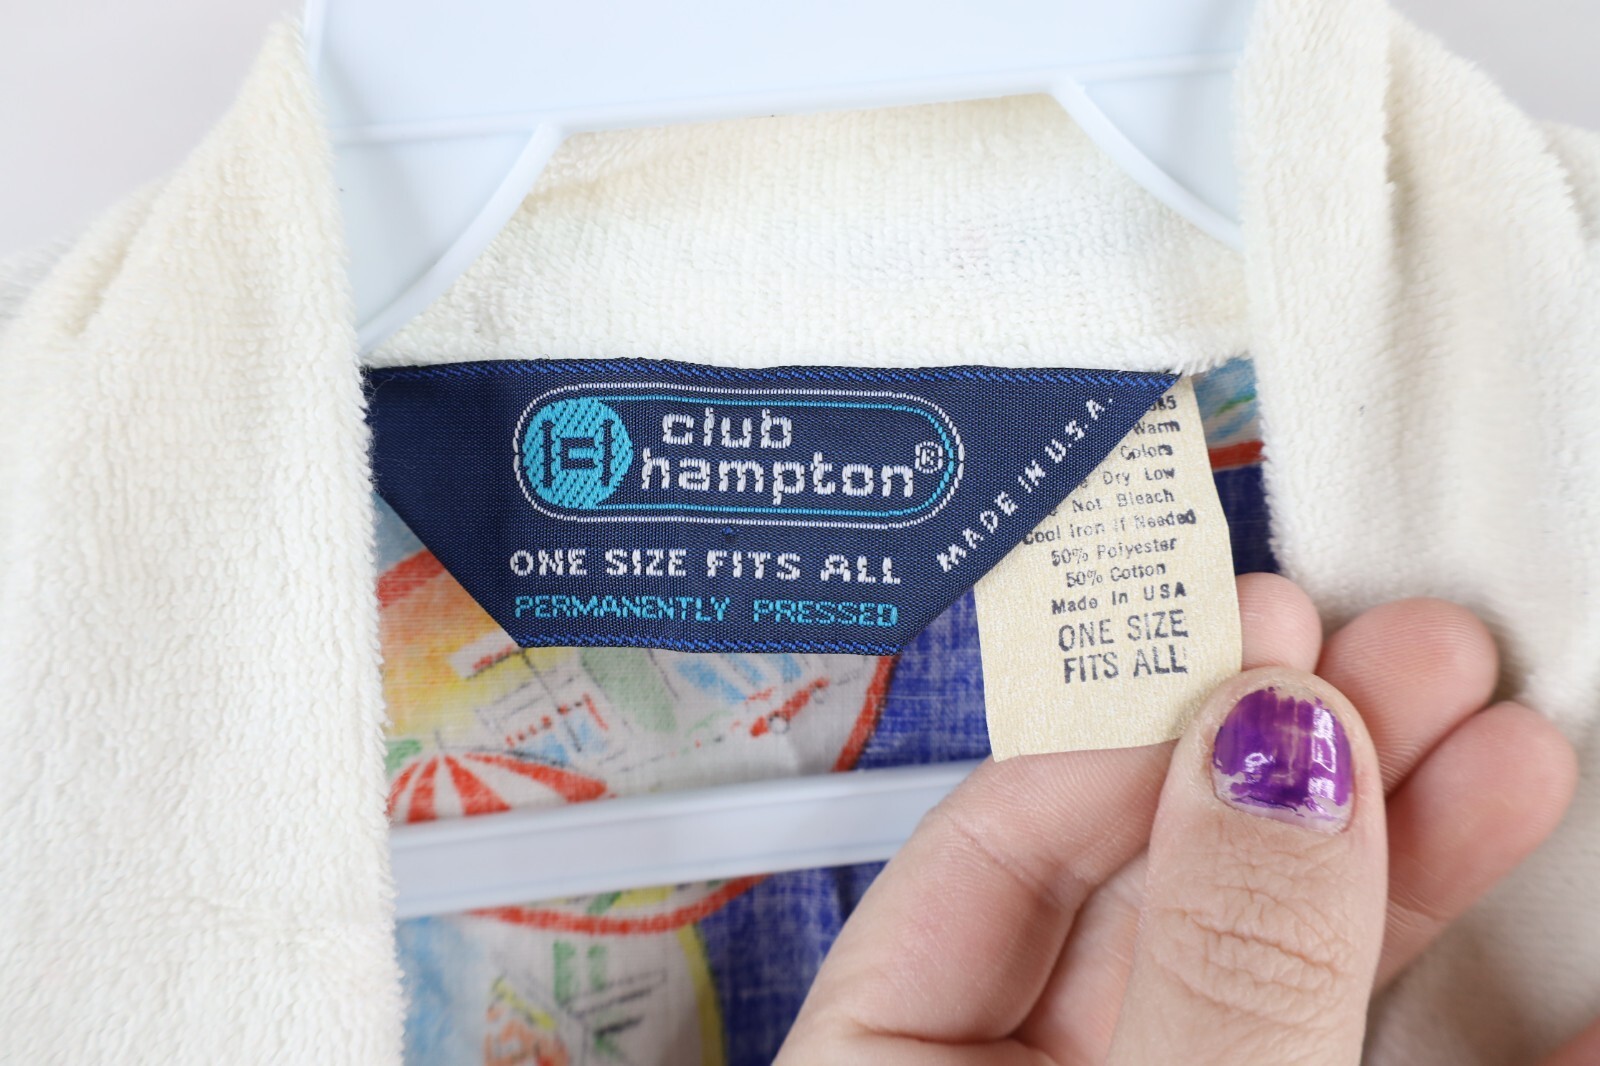 club
hampton®
ONE SIZE FITS ALL
PERMANENTLY PRESSED
MADE IN U.S.A.
Warm
Colors
Dry Low
Not Bleach
Cool Iron If Needed
50% Polyester
50% Cotton
Made In USA
ONE SIZE
FITS ALL